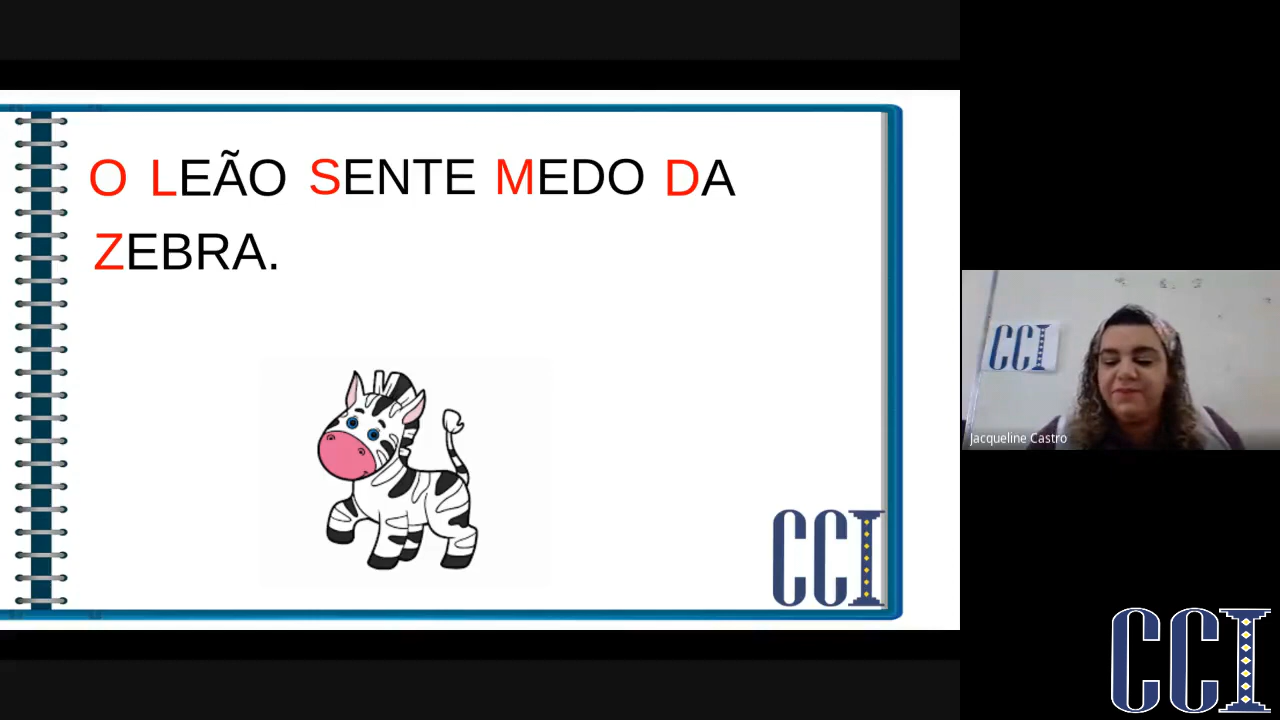 O LEÃO SENTE MEDO DA
ZEBRA.
CCI
CCI
Jacqueline Castro
CCI